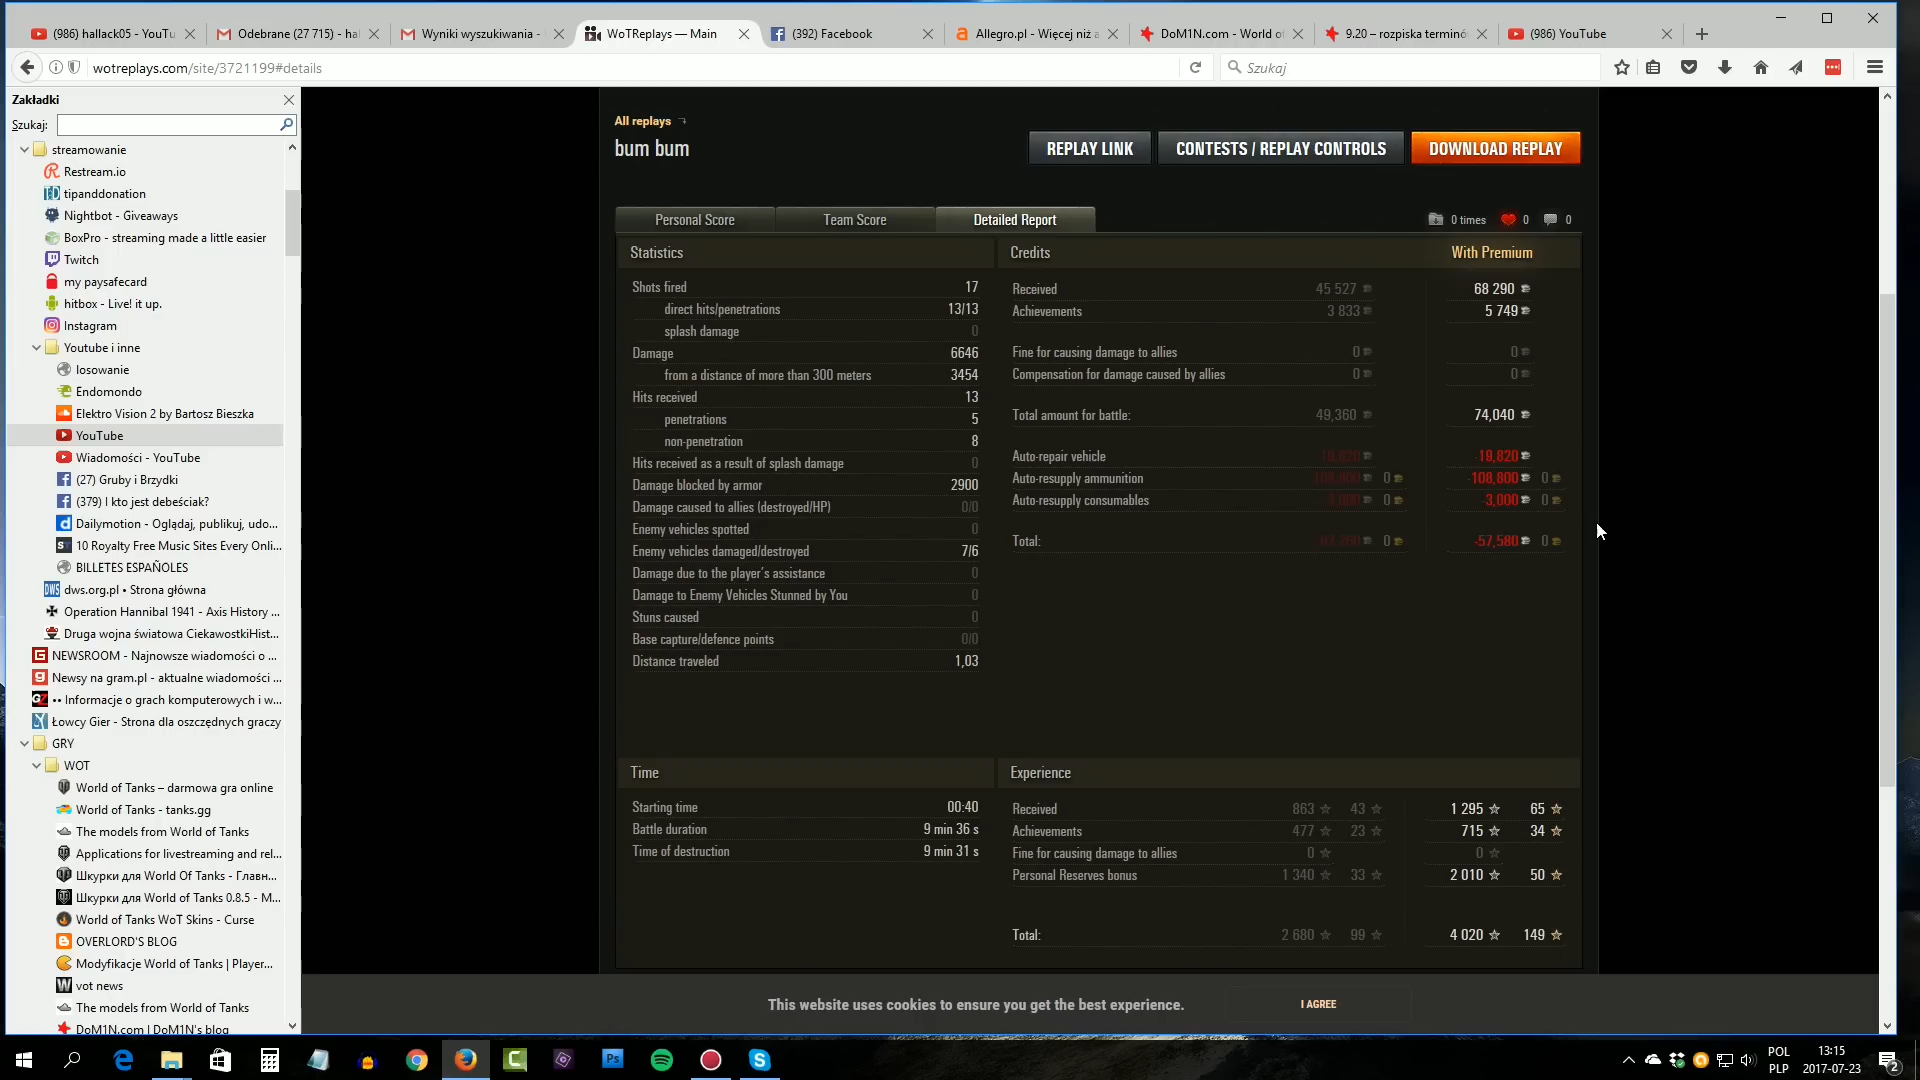 (986) hallack05 - YouTu
Odebrane (27 715) - hal
Wyniki wyszukiwania -
WoTReplays — Main
(392) Facebook
Allegro.pl - Więcej niż a
DoM1N.com - World of
9.20 – rozpiska terminó
(986) YouTube
wotreplays.com/site/3721199#details
Szukaj
Zakładki
Szukaj:
streamowanie
Restream.io
tipanddonation
Nightbot - Giveaways
BoxPro - streaming made a little easier
Twitch
my paysafecard
hitbox - Live! it up.
Instagram
Youtube i inne
losowanie
Endomondo
Elektro Vision 2 by Bartosz Bieszka
YouTube
Wiadomości - YouTube
(27) Gruby i Brzydki
(379) I kto jest debeściak?
Dailymotion - Oglądaj, publikuj, udo...
10 Royalty Free Music Sites Every Onli...
BILLETES ESPAÑOLES
dws.org.pl • Strona główna
Operation Hannibal 1941 - Axis History ...
Druga wojna światowa CiekawostkiHist...
NEWSROOM - Najnowsze wiadomości o ...
Newsy na gram.pl - aktualne wiadomości ...
•• Informacje o grach komputerowych i w...
Łowcy Gier - Strona dla oszczędnych graczy
GRY
WOT
World of Tanks – darmowa gra online
World of Tanks - tanks.gg
The models from World of Tanks
Applications for livestreaming and rel...
Шкурки для World Of Tanks - Главн...
Шкурки для World of Tanks 0.8.5 - М...
World of Tanks WoT Skins - Curse
OVERLORD'S BLOG
Modyfikacje World of Tanks | Player...
vot news
The models from World of Tanks
DoM1N.com | DoM1N's blog
All replays
bum bum
REPLAY LINK
CONTESTS / REPLAY CONTROLS
DOWNLOAD REPLAY
Personal Score
Team Score
Detailed Report
0 times 0 0
Statistics
Shots fired 17
direct hits/penetrations 13/13
splash damage 0
Damage 6646
from a distance of more than 300 meters 3454
Hits received 13
penetrations 5
non-penetration 8
Hits received as a result of splash damage 0
Damage blocked by armor 2900
Damage caused to allies (destroyed/HP) 0/0
Enemy vehicles spotted 0
Enemy vehicles damaged/destroyed 7/6
Damage due to the player's assistance 0
Damage to Enemy Vehicles Stunned by You 0
Stuns caused 0
Base capture/defence points 0/0
Distance traveled 1,03
Credits With Premium
Received 45 527 68 290
Achievements 3 833 5 749
Fine for causing damage to allies 0 0
Compensation for damage caused by allies 0 0
Total amount for battle: 49,360 74,040
Auto-repair vehicle -19,820 -19,820
Auto-resupply ammunition -108,800 0 -108,800 0
Auto-resupply consumables -3,000 0 -3,000 0
Total: 0 -57,580 0
Time
Starting time 00:40
Battle duration 9 min 36 s
Time of destruction 9 min 31 s
Experience
Received 863 43 1 295 65
Achievements 477 23 715 34
Fine for causing damage to allies 0 0
Personal Reserves bonus 1 340 33 2 010 50
Total: 2 680 99 4 020 149
This website uses cookies to ensure you get the best experience.
I AGREE
POL
PLP
13:15
2017-07-23
2